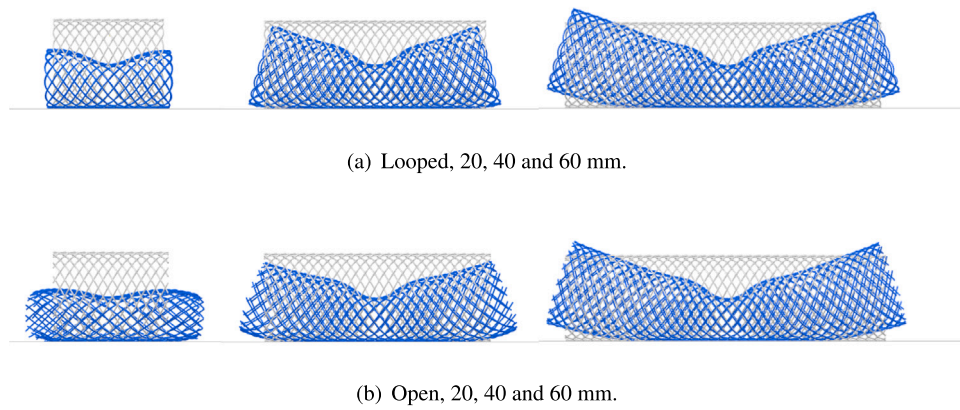 (a) Looped, 20, 40 and 60 mm.
(b) Open, 20, 40 and 60 mm.